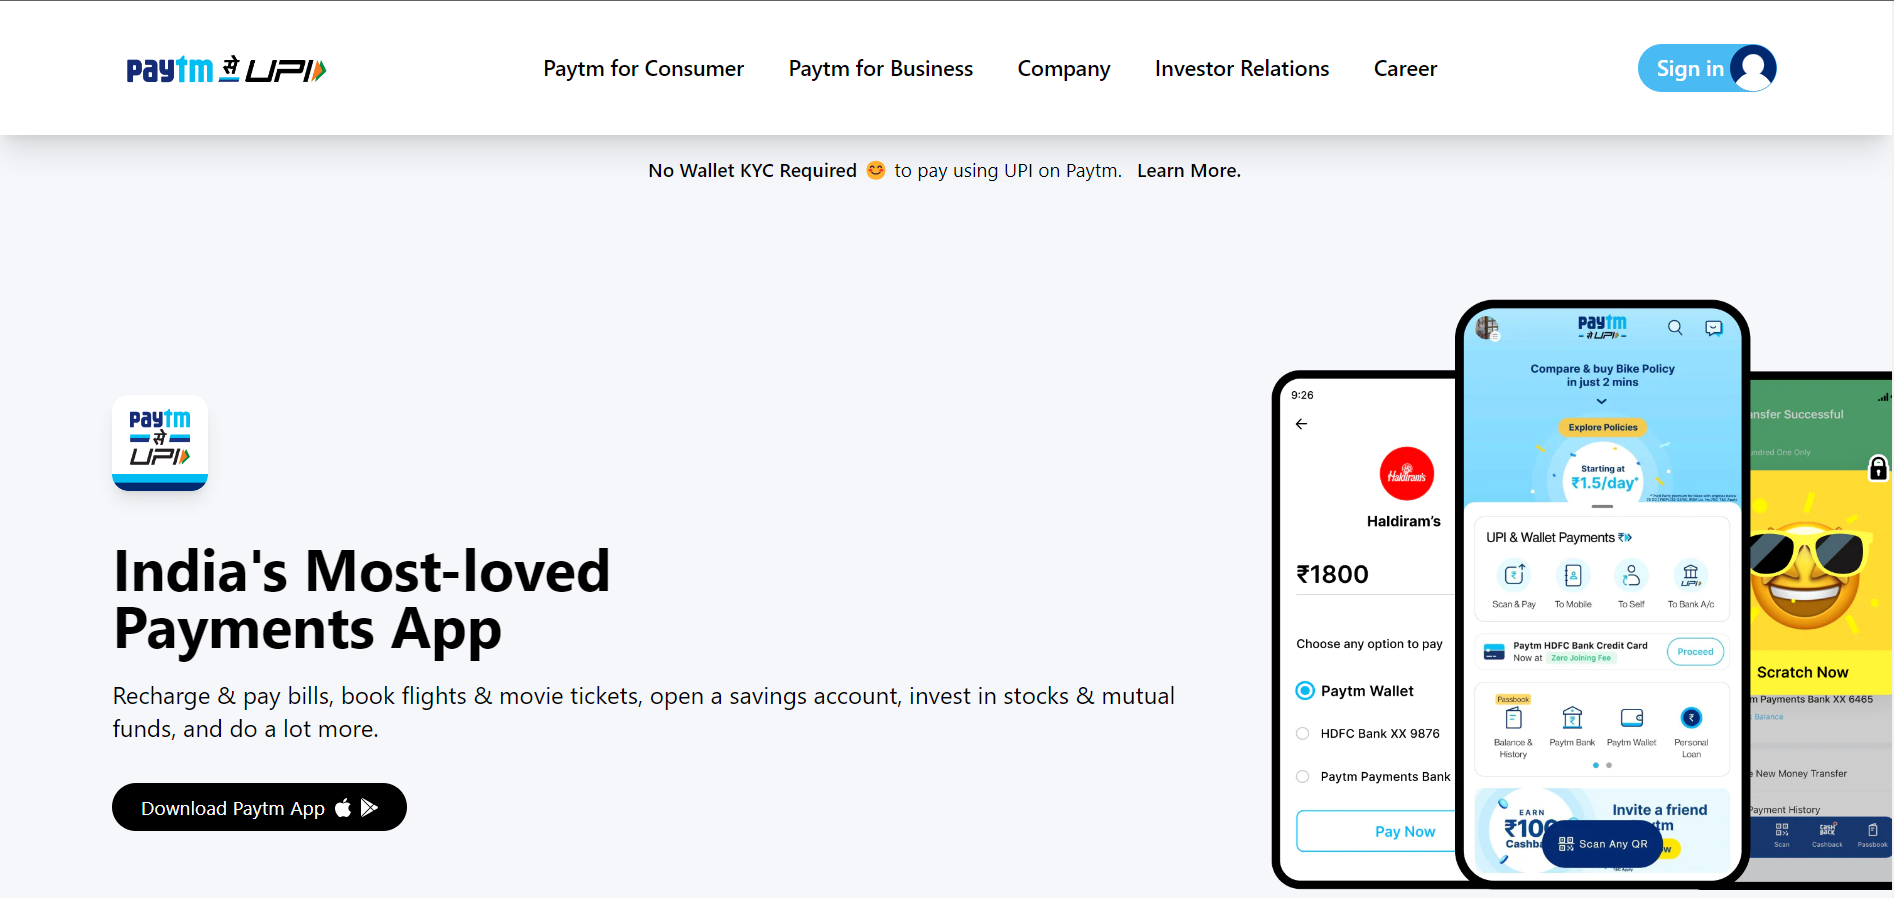 paytm से UPI
Paytm for Consumer
Paytm for Business
Company
Investor Relations
Career
Sign in
No Wallet KYC Required 😊 to pay using UPI on Paytm. Learn More.
paytm
से
UPI
India's Most-loved
Payments App
Recharge & pay bills, book flights & movie tickets, open a savings account, invest in stocks & mutual
funds, and do a lot more.
Download Paytm App
9:26
Haldiram's
Haldiram’s
₹1800
Choose any option to pay
Paytm Wallet
HDFC Bank XX 9876
Paytm Payments Bank
Pay Now
paytm
से UPI
Compare & buy Bike Policy
in just 2 mins
Explore Policies
Starting at
₹1.5/day*
UPI & Wallet Payments
Scan & Pay
To Mobile
To Self
UPI
To Bank A/c
Paytm HDFC Bank Credit Card
Now at Zero Joining Fee
Proceed
Passbook
Balance &
History
Paytm Bank
Paytm Wallet
Personal
Loan
EARN
₹100
Cashba
Invite a friend
tm
w
Scan Any QR
nsfer Successful
undred One Only
Scratch Now
m Payments Bank XX 6465
Balance
e New Money Transfer
Payment History
Scan
CASH
BACK
Cashback
Passbook